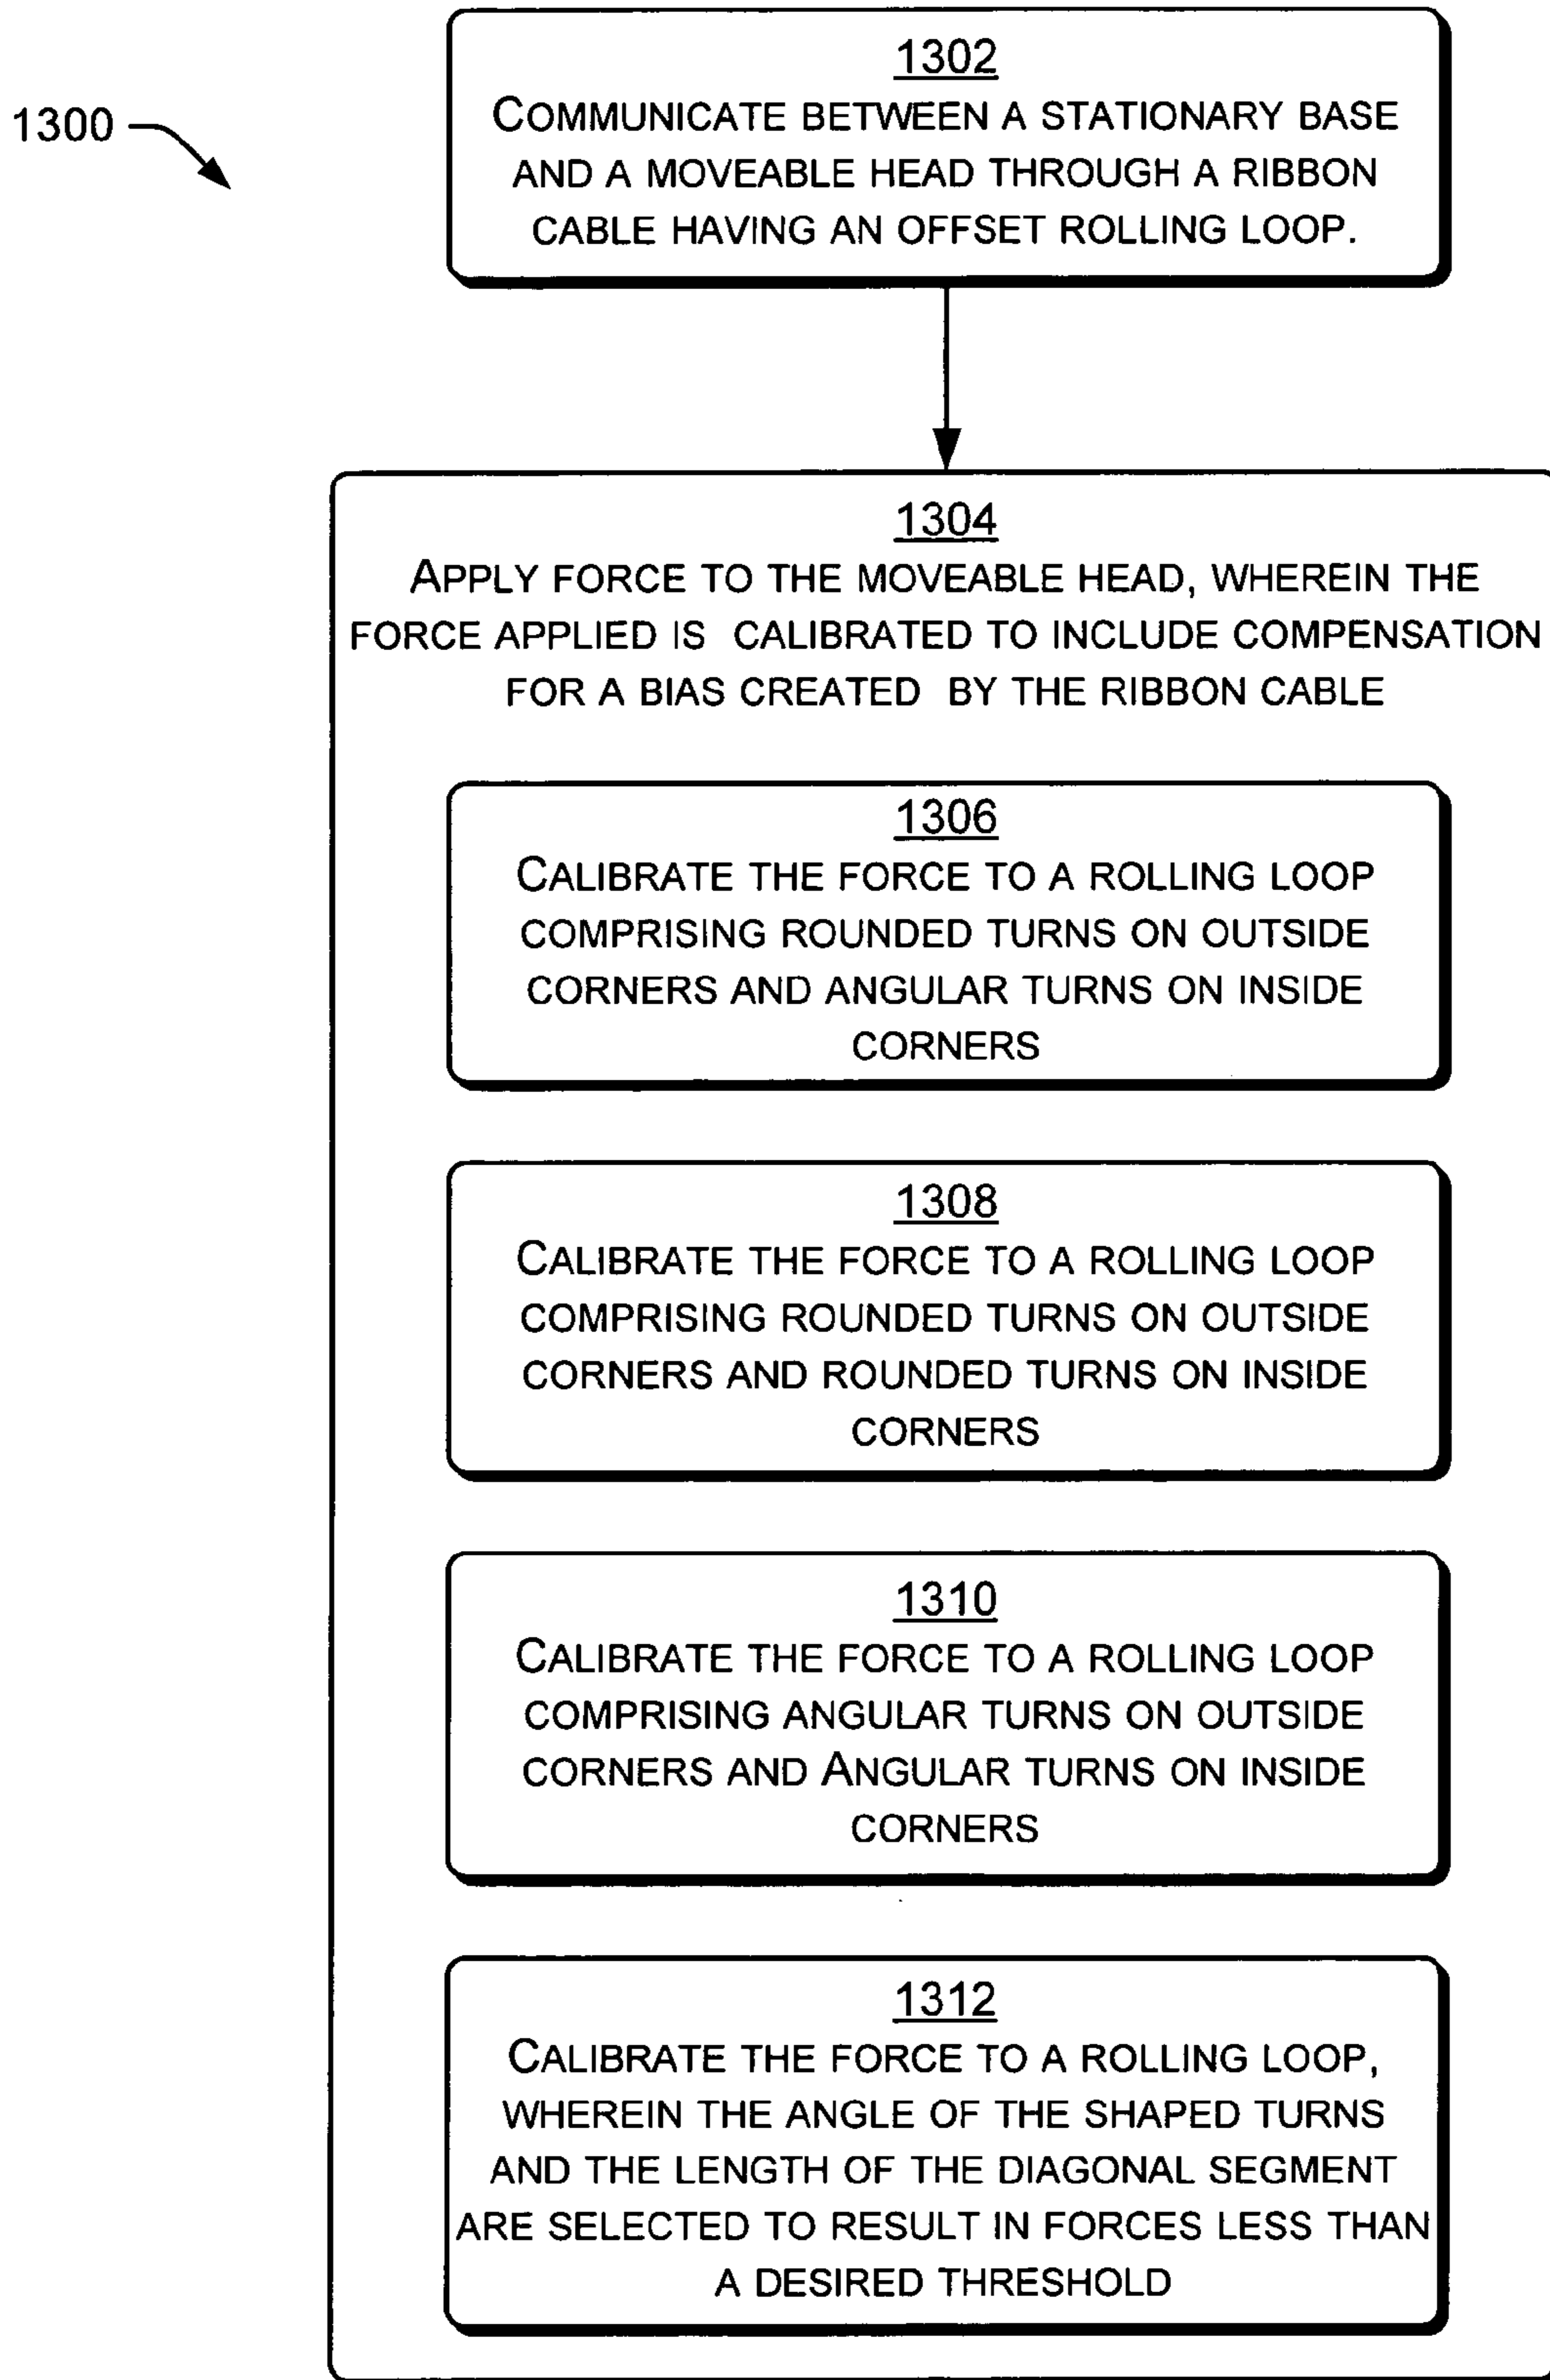 1300
1302
COMMUNICATE BETWEEN A STATIONARY BASE
AND A MOVEABLE HEAD THROUGH A RIBBON
CABLE HAVING AN OFFSET ROLLING LOOP.
1304
APPLY FORCE TO THE MOVEABLE HEAD, WHEREIN THE
FORCE APPLIED IS CALIBRATED TO INCLUDE COMPENSATION
FOR A BIAS CREATED BY THE RIBBON CABLE
1306
CALIBRATE THE FORCE TO A ROLLING LOOP
COMPRISING ROUNDED TURNS ON OUTSIDE
CORNERS AND ANGULAR TURNS ON INSIDE
CORNERS
1308
CALIBRATE THE FORCE TO A ROLLING LOOP
COMPRISING ROUNDED TURNS ON OUTSIDE
CORNERS AND ROUNDED TURNS ON INSIDE
CORNERS
1310
CALIBRATE THE FORCE TO A ROLLING LOOP
COMPRISING ANGULAR TURNS ON OUTSIDE
CORNERS AND ANGULAR TURNS ON INSIDE
CORNERS
1312
CALIBRATE THE FORCE TO A ROLLING LOOP,
WHEREIN THE ANGLE OF THE SHAPED TURNS
AND THE LENGTH OF THE DIAGONAL SEGMENT
ARE SELECTED TO RESULT IN FORCES LESS THAN
A DESIRED THRESHOLD